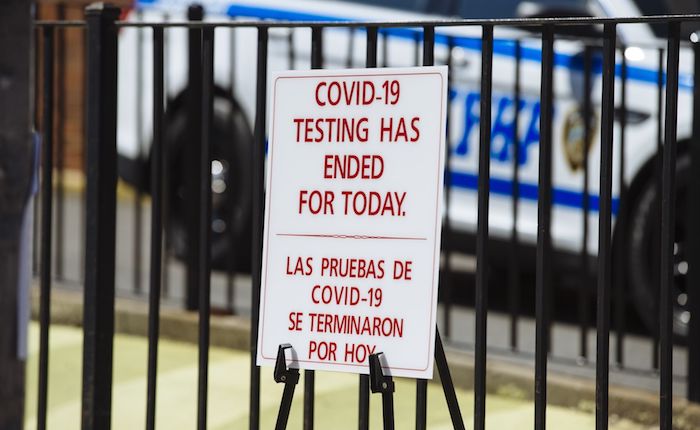 COVID-19
TESTING HAS
ENDED
FOR TODAY.
LAS PRUEBAS DE
COVID-19
SE TERMINARON
POR HOY.